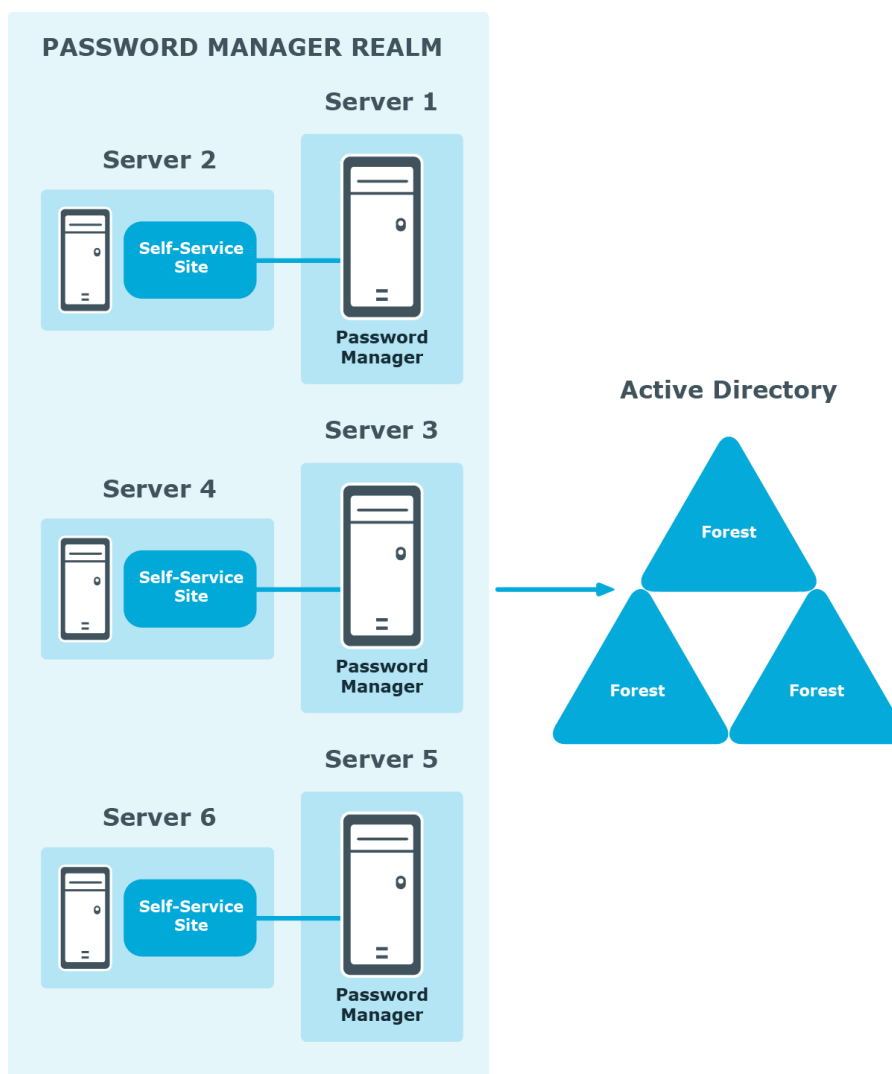 PASSWORD MANAGER REALM
Server 1
Server 2
Self-Service
Site
Password
Manager
Server 3
Server 4
Self-Service
Site
Password
Manager
Server 5
Server 6
Self-Service
Site
Password
Manager
Active Directory
Forest
Forest
Forest